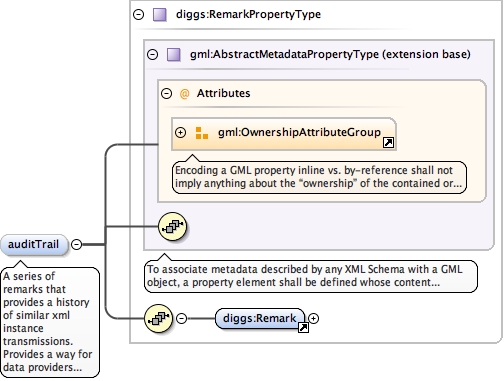 diggs:RemarkPropertyType
gml:AbstractMetadataPropertyType (extension base)
@ Attributes
gml:OwnershipAttributeGroup
Encoding a GML property inline vs. by-reference shall not
imply anything about the “ownership” of the contained or...
auditTrail
A series of
remarks that
provides a history
of similar xml
instance
transmissions.
Provides a way for
data providers...
To associate metadata described by any XML Schema with a GML
object, a property element shall be defined whose content...
diggs:Remark